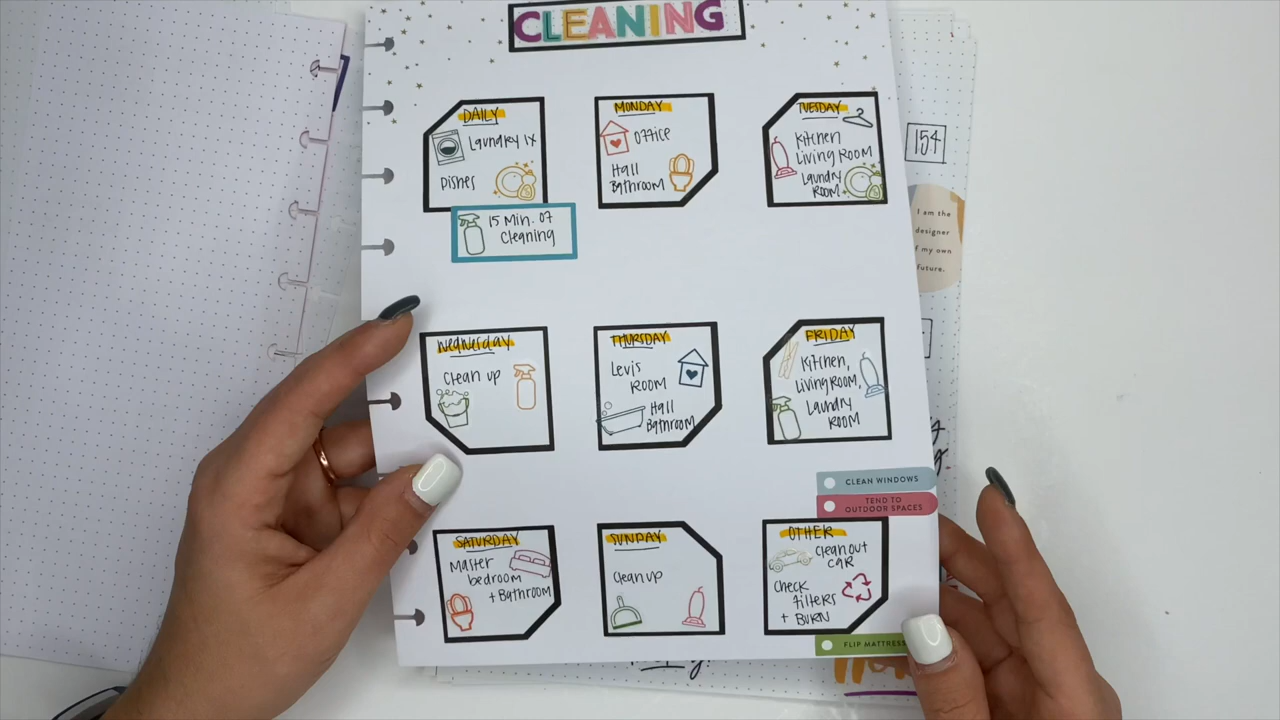 CLEANING
DAILY
Laundry 1x
Dishes
15 Min. of
Cleaning
MONDAY
Office
Hall
Bathroom
TUESDAY
Kitchen
Living Room
Laundry
Room
Wednesday
Clean up
THURSDAY
Levis
Room
Hall
Bathroom
FRIDAY
Kitchen,
Living Room,
Laundry
Room
SATURDAY
Master
bedroom
+ Bathroom
SUNDAY
Clean up
CLEAN WINDOWS
TEND TO
OUTDOOR SPACES
OTHER
Clean out
car
Check
filters
+ BURN
FLIP MATTRESS
154
I am the
designer
of my own
future.